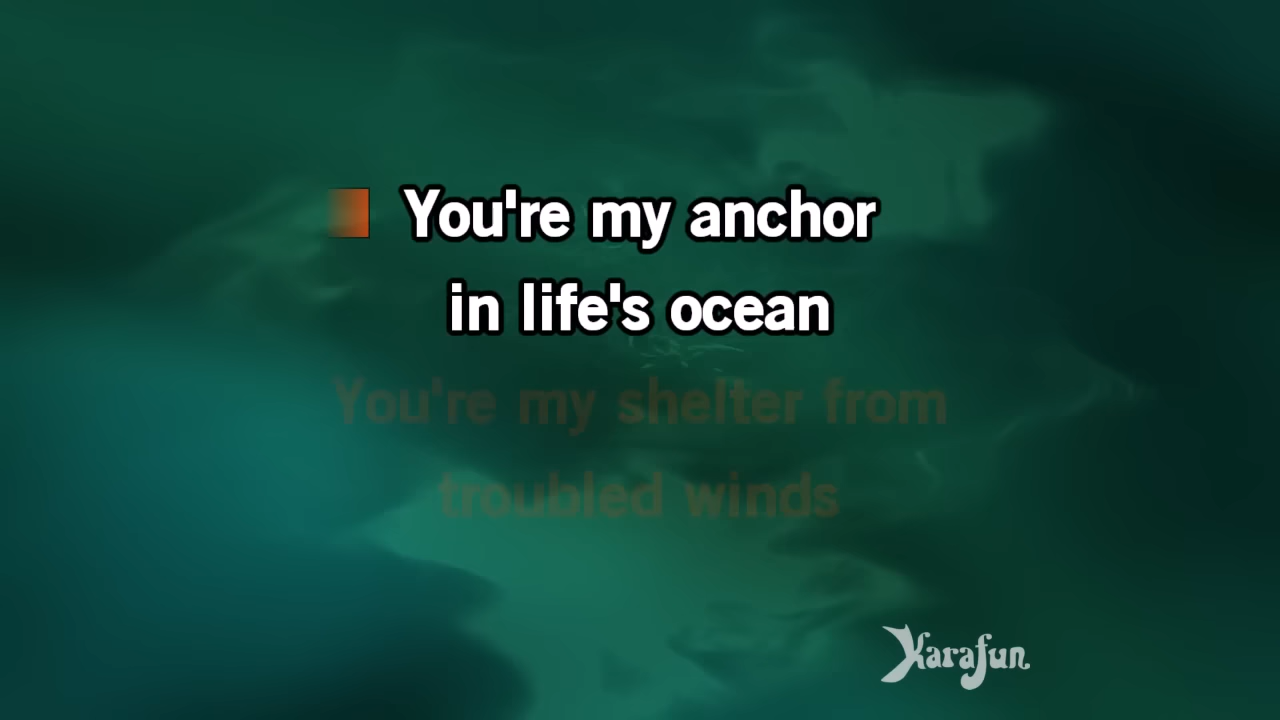 You're my anchor
in life's ocean
You're my shelter from
troubled winds
Karafun